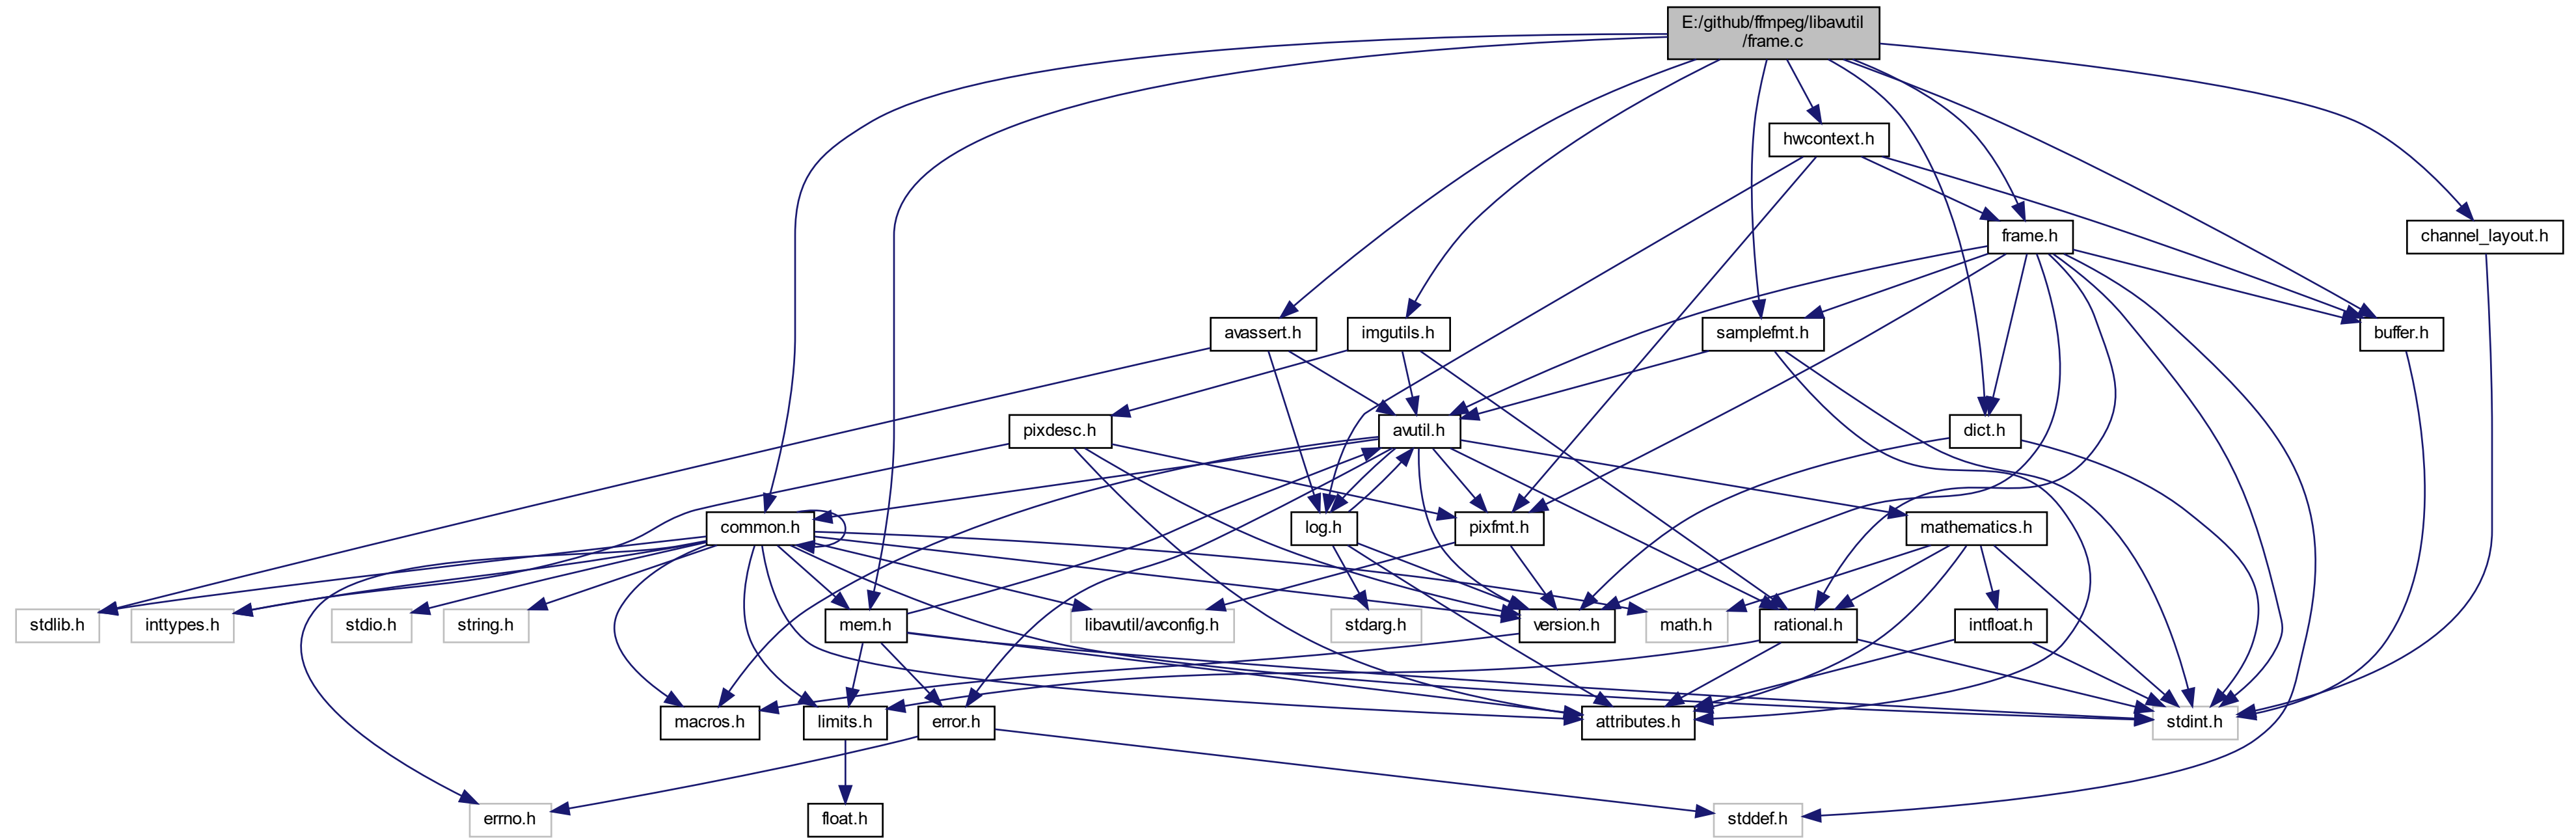 E:/github/ffmpeg/libavutil
/frame.c
hwcontext.h
frame.h
channel_layout.h
avassert.h
imgutils.h
samplefmt.h
buffer.h
pixdesc.h
avutil.h
dict.h
common.h
log.h
pixfmt.h
mathematics.h
stdlib.h
inttypes.h
stdio.h
string.h
mem.h
libavutil/avconfig.h
stdarg.h
version.h
math.h
rational.h
intfloat.h
macros.h
limits.h
error.h
attributes.h
stdint.h
errno.h
float.h
stddef.h